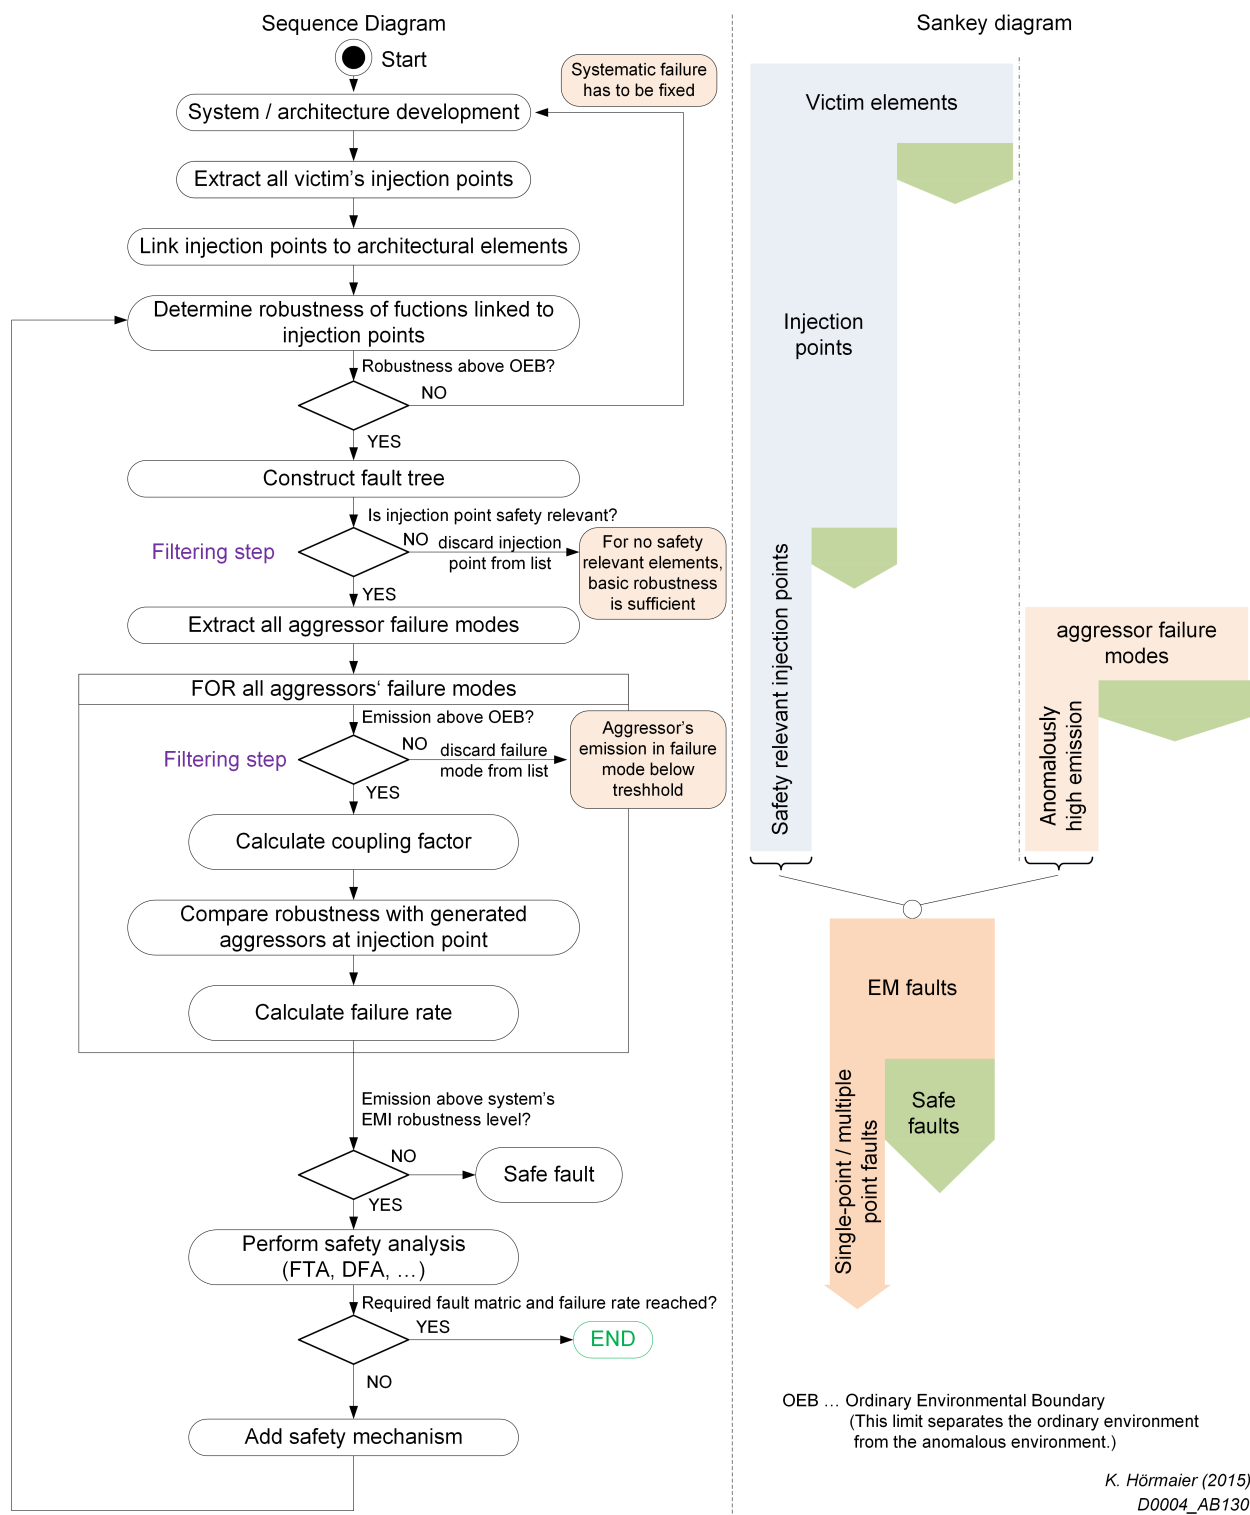 Sequence Diagram
Start
Systematic failure
has to be fixed
System / architecture development
Extract all victim's injection points
Link injection points to architectural elements
Determine robustness of fuctions linked to
injection points
Robustness above OEB?
NO
YES
Construct fault tree
Is injection point safety relevant?
Filtering step
NO
discard injection
point from list
For no safety
relevant elements,
basic robustness
is sufficient
YES
Extract all aggressor failure modes
FOR all aggressors‘ failure modes
Emission above OEB?
Filtering step
NO
discard failure
mode from list
Aggressor's
emission in failure
mode below
treshhold
YES
Calculate coupling factor
Compare robustness with generated
aggressors at injection point
Calculate failure rate
Emission above system's
EMI robustness level?
NO
Safe fault
YES
Perform safety analysis
(FTA, DFA, …)
Required fault matric and failure rate reached?
YES
END
NO
Add safety mechanism
Sankey diagram
Victim elements
Injection
points
Safety relevant injection points
aggressor failure
modes
Anomalously
high emission
EM faults
Safe
faults
Single-point / multiple
point faults
OEB … Ordinary Environmental Boundary
(This limit separates the ordinary environment
from the anomalous environment.)
K. Hörmaier (2015)
D0004_AB130